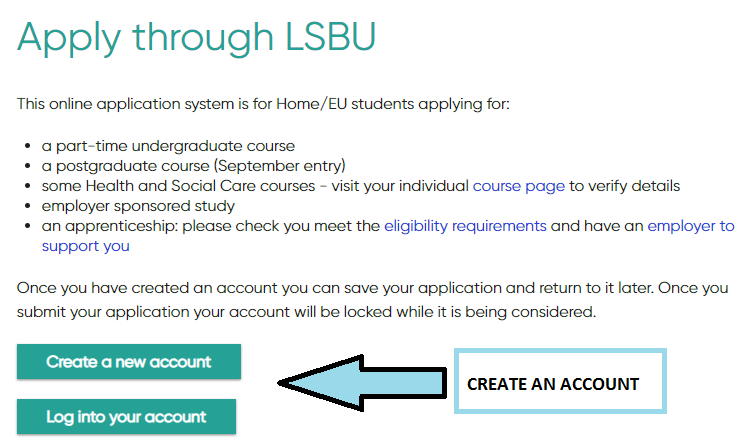 Apply through LSBU
This online application system is for Home/EU students applying for:
• a part-time undergraduate course
• a postgraduate course (September entry)
• some Health and Social Care courses - visit your individual course page to verify details
• employer sponsored study
• an apprenticeship: please check you meet the eligibility requirements and have an employer to
support you
Once you have created an account you can save your application and return to it later. Once you
submit your application your account will be locked while it is being considered.
Create a new account
CREATE AN ACCOUNT
Log into your account